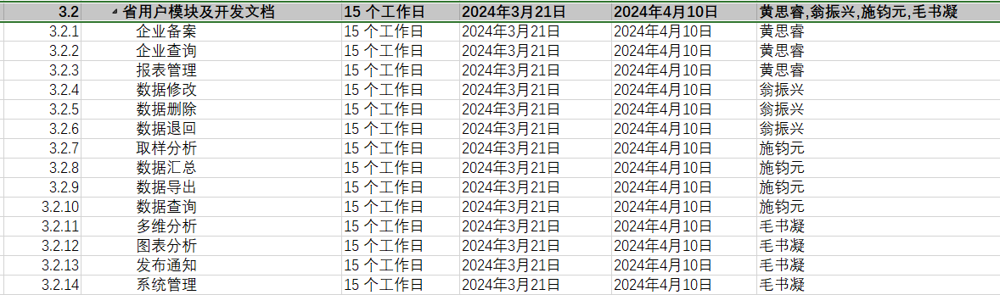 3.2 省用户模块及开发文档 15 个工作日 2024年3月21日 2024年4月10日 黄思睿,翁振兴,施钧元,毛书凝
3.2.1 企业备案 15 个工作日 2024年3月21日 2024年4月10日 黄思睿
3.2.2 企业查询 15 个工作日 2024年3月21日 2024年4月10日 黄思睿
3.2.3 报表管理 15 个工作日 2024年3月21日 2024年4月10日 黄思睿
3.2.4 数据修改 15 个工作日 2024年3月21日 2024年4月10日 翁振兴
3.2.5 数据删除 15 个工作日 2024年3月21日 2024年4月10日 翁振兴
3.2.6 数据退回 15 个工作日 2024年3月21日 2024年4月10日 翁振兴
3.2.7 取样分析 15 个工作日 2024年3月21日 2024年4月10日 施钧元
3.2.8 数据汇总 15 个工作日 2024年3月21日 2024年4月10日 施钧元
3.2.9 数据导出 15 个工作日 2024年3月21日 2024年4月10日 施钧元
3.2.10 数据查询 15 个工作日 2024年3月21日 2024年4月10日 施钧元
3.2.11 多维分析 15 个工作日 2024年3月21日 2024年4月10日 毛书凝
3.2.12 图表分析 15 个工作日 2024年3月21日 2024年4月10日 毛书凝
3.2.13 发布通知 15 个工作日 2024年3月21日 2024年4月10日 毛书凝
3.2.14 系统管理 15 个工作日 2024年3月21日 2024年4月10日 毛书凝